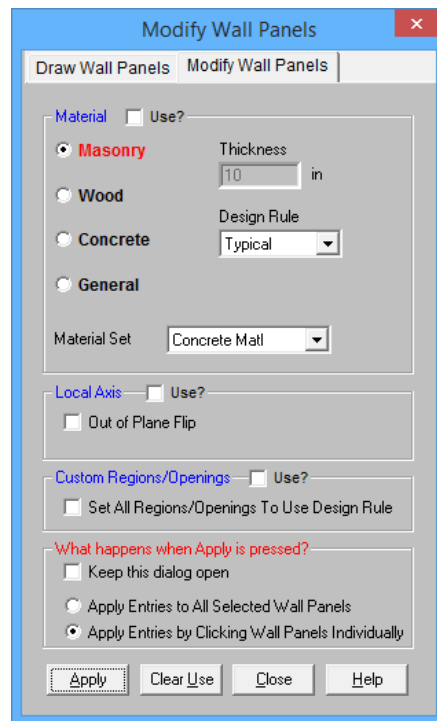 Modify Wall Panels
Draw Wall Panels Modify Wall Panels
Material Use?
Masonry Thickness
10 in
Wood
Design Rule
Concrete Typical
General
Material Set Concrete Matl
Local Axis Use?
Out of Plane Flip
Custom Regions/Openings Use?
Set All Regions/Openings To Use Design Rule
What happens when Apply is pressed?
Keep this dialog open
Apply Entries to All Selected Wall Panels
Apply Entries by Clicking Wall Panels Individually
Apply Clear Use Close Help